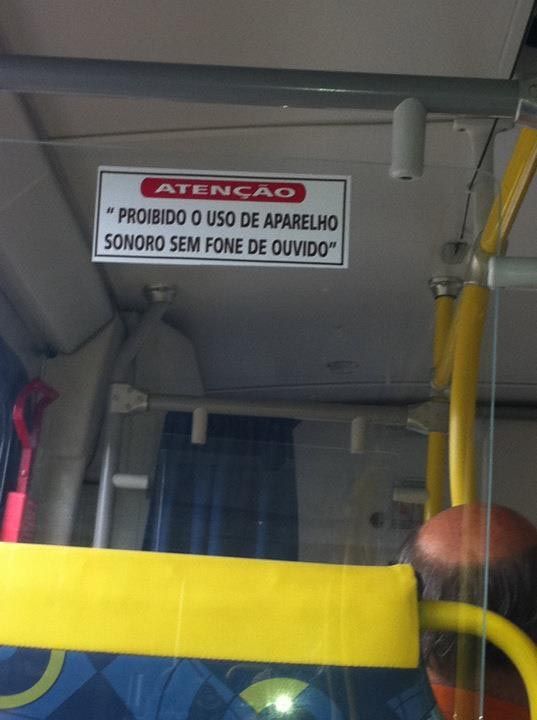 ATENÇÃO
" PROIBIDO O USO DE APARELHO
SONORO SEM FONE DE OUVIDO"